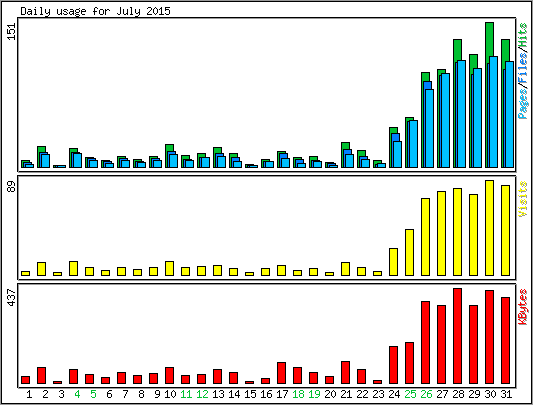 Daily usage for July 2015
151
Pages/Files/Hits
89
Visits
437
KBytes
1 2 3 4 5 6 7 8 9 10 11 12 13 14 15 16 17 18 19 20 21 22 23 24 25 26 27 28 29 30 31